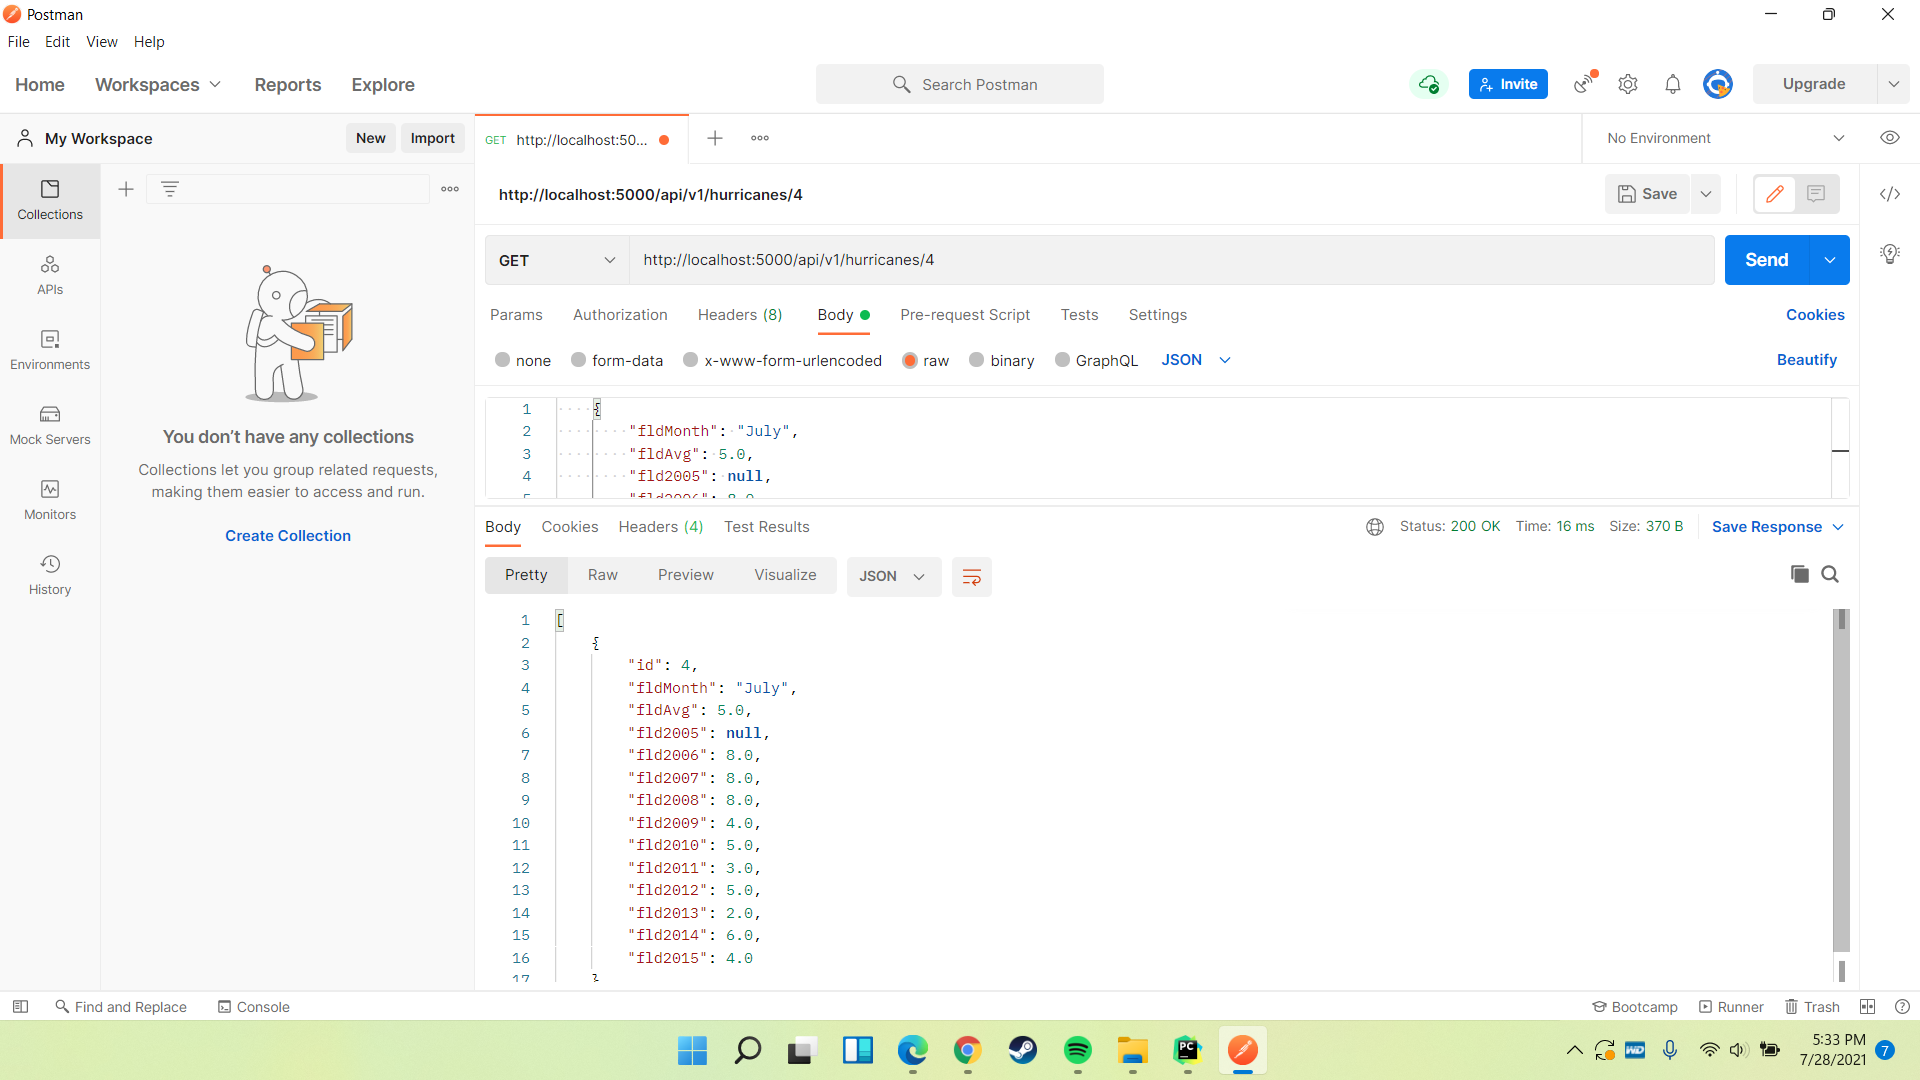 Postman
File Edit View Help
Home Workspaces Reports Explore
Search Postman
Invite
Upgrade
My Workspace
New Import
GET http://localhost:50...
No Environment
http://localhost:5000/api/v1/hurricanes/4
Save
Collections
APIs
Environments
Mock Servers
Monitors
History
You don’t have any collections
Collections let you group related requests,
making them easier to access and run.
Create Collection
GET http://localhost:5000/api/v1/hurricanes/4
Send
Params Authorization Headers (8) Body Pre-request Script Tests Settings
Cookies
none form-data x-www-form-urlencoded raw binary GraphQL JSON
Beautify
1 {
2 "fldMonth": "July",
3 "fldAvg": 5.0,
4 "fld2005": null,
5 "fld2006": 8.0
Body Cookies Headers (4) Test Results
Status: 200 OK Time: 16 ms Size: 370 B Save Response
Pretty Raw Preview Visualize JSON
1 [
2 {
3 "id": 4,
4 "fldMonth": "July",
5 "fldAvg": 5.0,
6 "fld2005": null,
7 "fld2006": 8.0,
8 "fld2007": 8.0,
9 "fld2008": 8.0,
10 "fld2009": 4.0,
11 "fld2010": 5.0,
12 "fld2011": 3.0,
13 "fld2012": 5.0,
14 "fld2013": 2.0,
15 "fld2014": 6.0,
16 "fld2015": 4.0
17 }
Find and Replace Console
Bootcamp Runner Trash
PC
WD
5:33 PM
7/28/2021
7